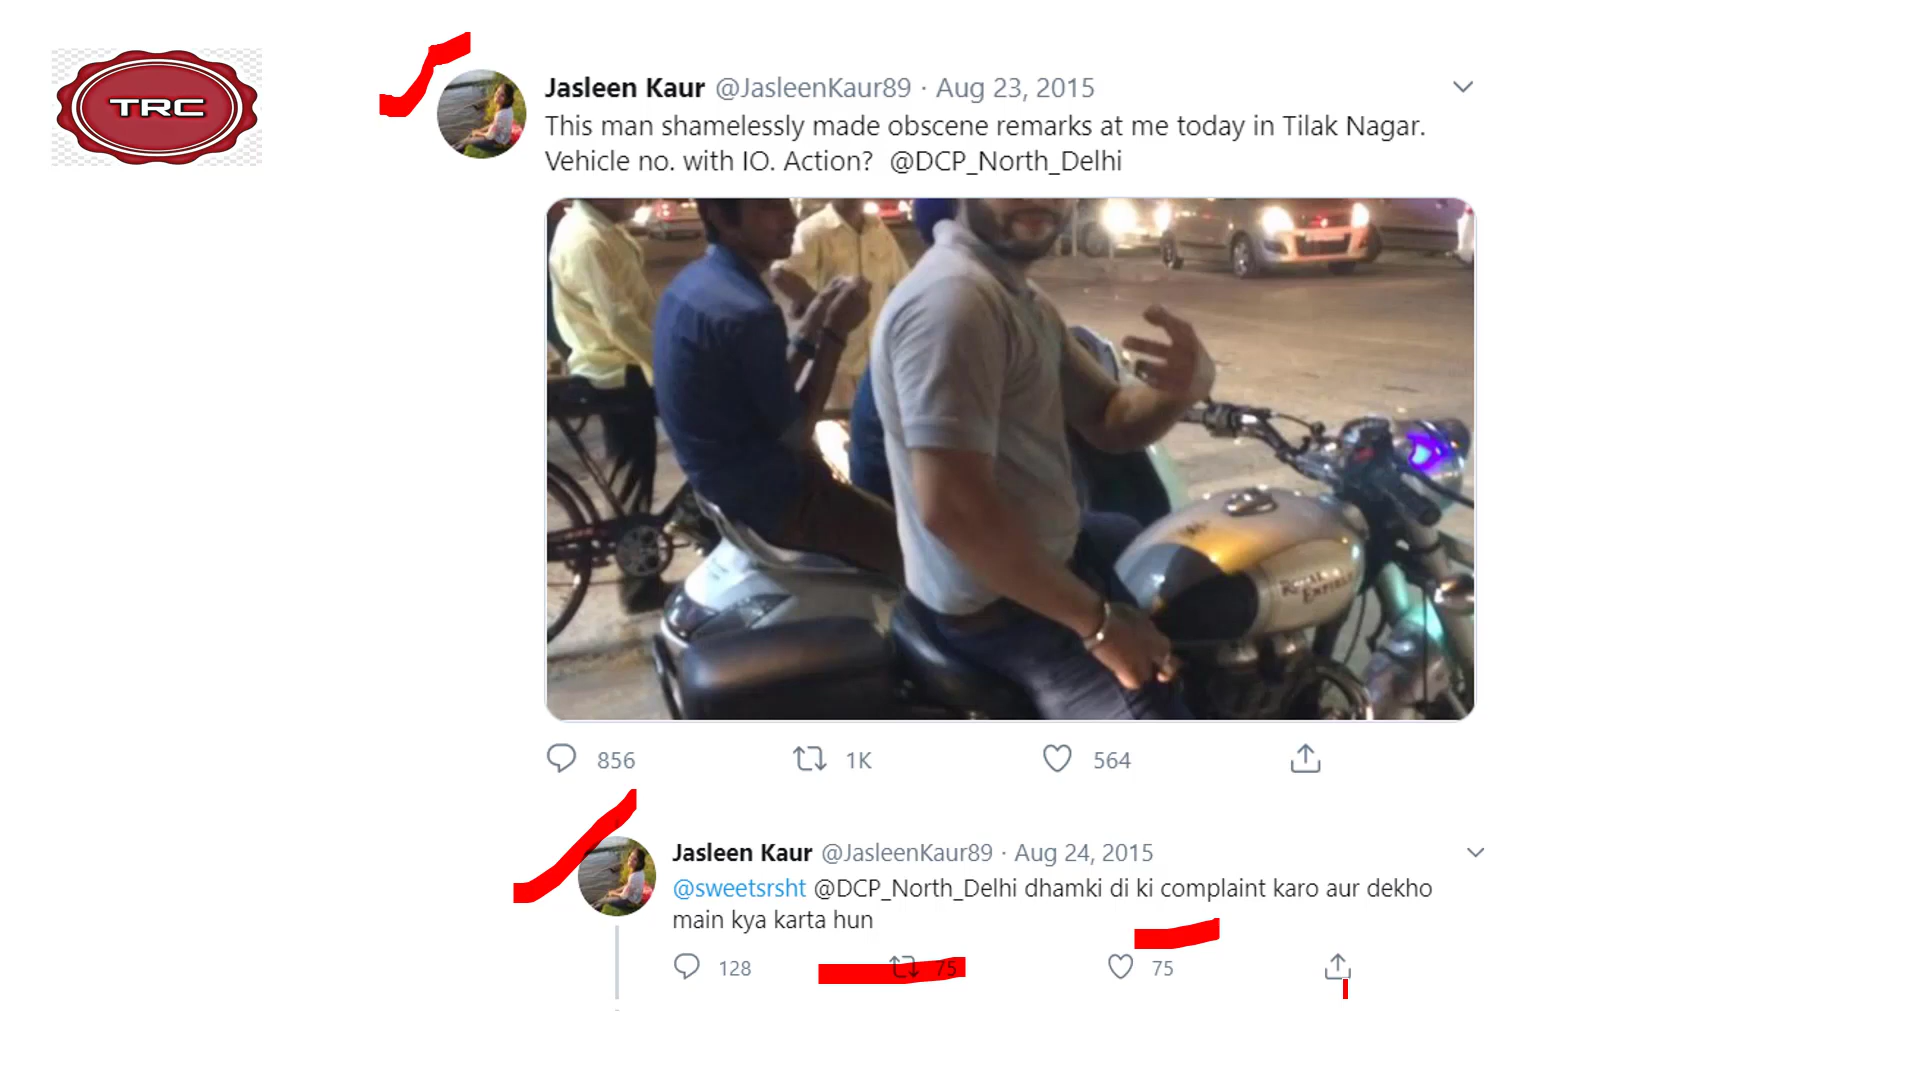 TRC
Jasleen Kaur @JasleenKaur89 · Aug 23, 2015
This man shamelessly made obscene remarks at me today in Tilak Nagar.
Vehicle no. with IO. Action? @DCP_North_Delhi
ROYAL
ENFIELD
856 1K 564
Jasleen Kaur @JasleenKaur89 · Aug 24, 2015
@sweetsrsht @DCP_North_Delhi dhamki di ki complaint karo aur dekho
main kya karta hun
128 75 75